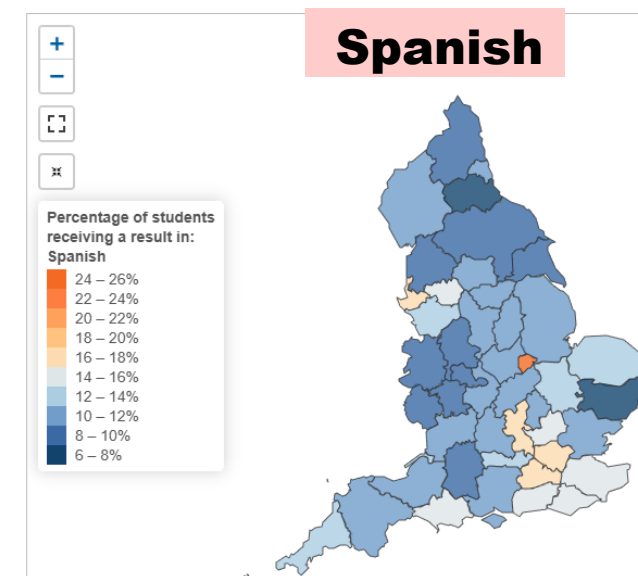 Spanish
+
−
Percentage of students
receiving a result in:
Spanish
24 – 26%
22 – 24%
20 – 22%
18 – 20%
16 – 18%
14 – 16%
12 – 14%
10 – 12%
8 – 10%
6 – 8%